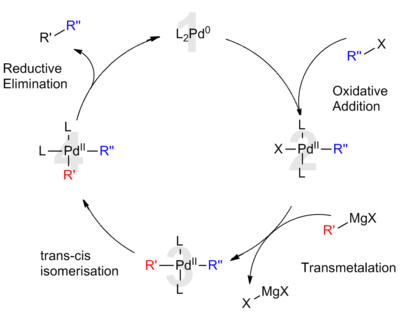 R' R"
1
L2Pd0
R" X
Oxidative
Addition
Reductive
Elimination
L
L PdII R"
R'
4
L
X PdII R"
L
2
R' MgX
Transmetalation
X MgX
L
R' PdII R"
L
3
trans-cis
isomerisation